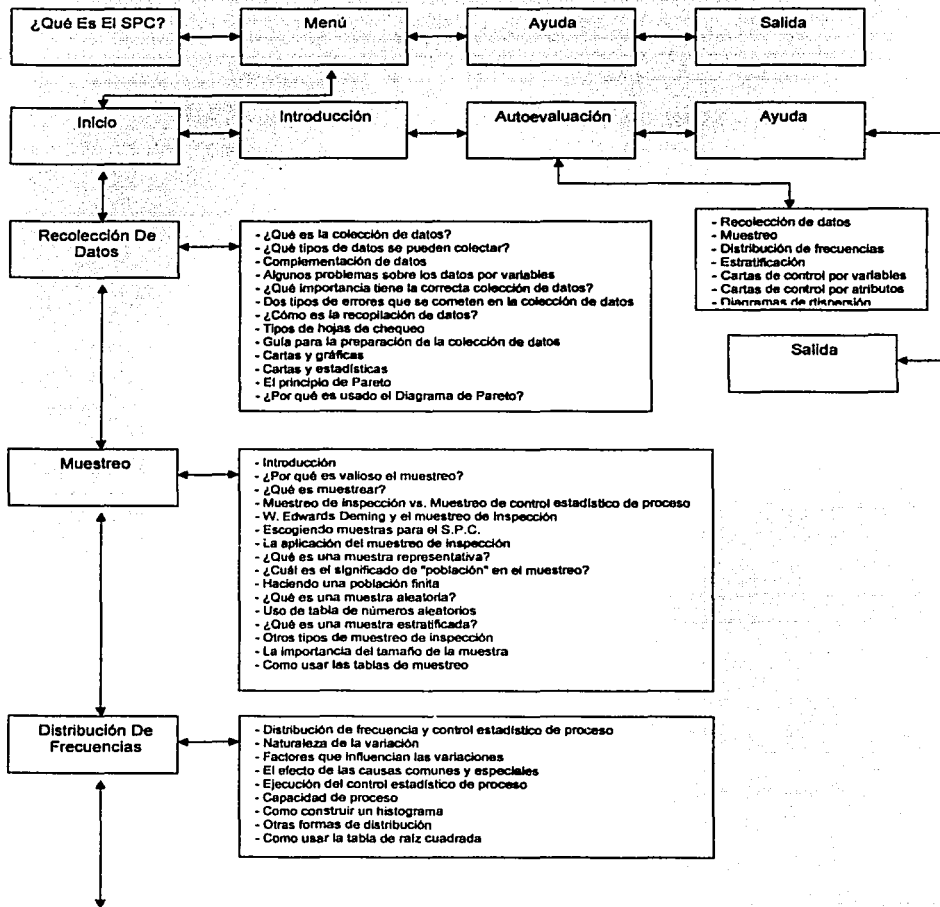 ¿Qué Es El SPC?
Menú
Ayuda
Salida
Inicio
Introducción
Autoevaluación
Ayuda
Recolección De
Datos
- ¿Qué es la colección de datos?
- ¿Qué tipos de datos se pueden colectar?
- Complementación de datos
- Algunos problemas sobre los datos por variables
- ¿Qué importancia tiene la correcta colección de datos?
- Dos tipos de errores que se cometen en la colección de datos
- ¿Cómo es la recopilación de datos?
- Tipos de hojas de chequeo
- Guía para la preparación de la colección de datos
- Cartas y gráficas
- Cartas y estadísticas
- El principio de Pareto
- ¿Por qué es usado el Diagrama de Pareto?
- Recolección de datos
- Muestreo
- Distribución de frecuencias
- Estratificación
- Cartas de control por variables
- Cartas de control por atributos
- Diagramas de dispersión
Salida
Muestreo
- Introducción
- ¿Por qué es valioso el muestreo?
- ¿Qué es muestrear?
- Muestreo de inspección vs. Muestreo de control estadístico de proceso
- W. Edwards Deming y el muestreo de Inspección
- Escogiendo muestras para el S.P.C.
- La aplicación del muestreo de inspección
- ¿Qué es una muestra representativa?
- ¿Cuál es el significado de "población" en el muestreo?
- Haciendo una población finita
- ¿Qué es una muestra aleatoria?
- Uso de tabla de números aleatorios
- ¿Qué es una muestra estratificada?
- Otros tipos de muestreo de inspección
- La importancia del tamaño de la muestra
- Como usar las tablas de muestreo
Distribución De
Frecuencias
- Distribución de frecuencia y control estadístico de proceso
- Naturaleza de la variación
- Factores que influencian las variaciones
- El efecto de las causas comunes y especiales
- Ejecución del control estadístico de proceso
- Capacidad de proceso
- Como construir un histograma
- Otras formas de distribución
- Como usar la tabla de raíz cuadrada